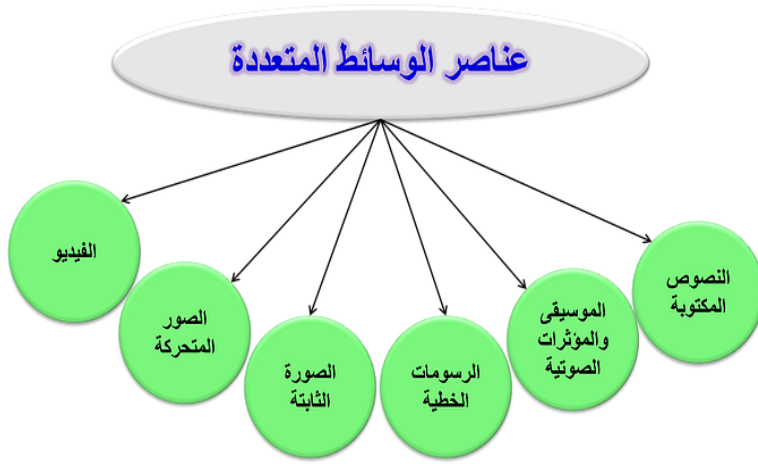 عناصر الوسائط المتعددة
النصوص
المكتوبة
الموسيقى
والمؤثرات
الصوتية
الرسومات
الخطية
الصورة
الثابتة
الصور
المتحركة
الفيديو